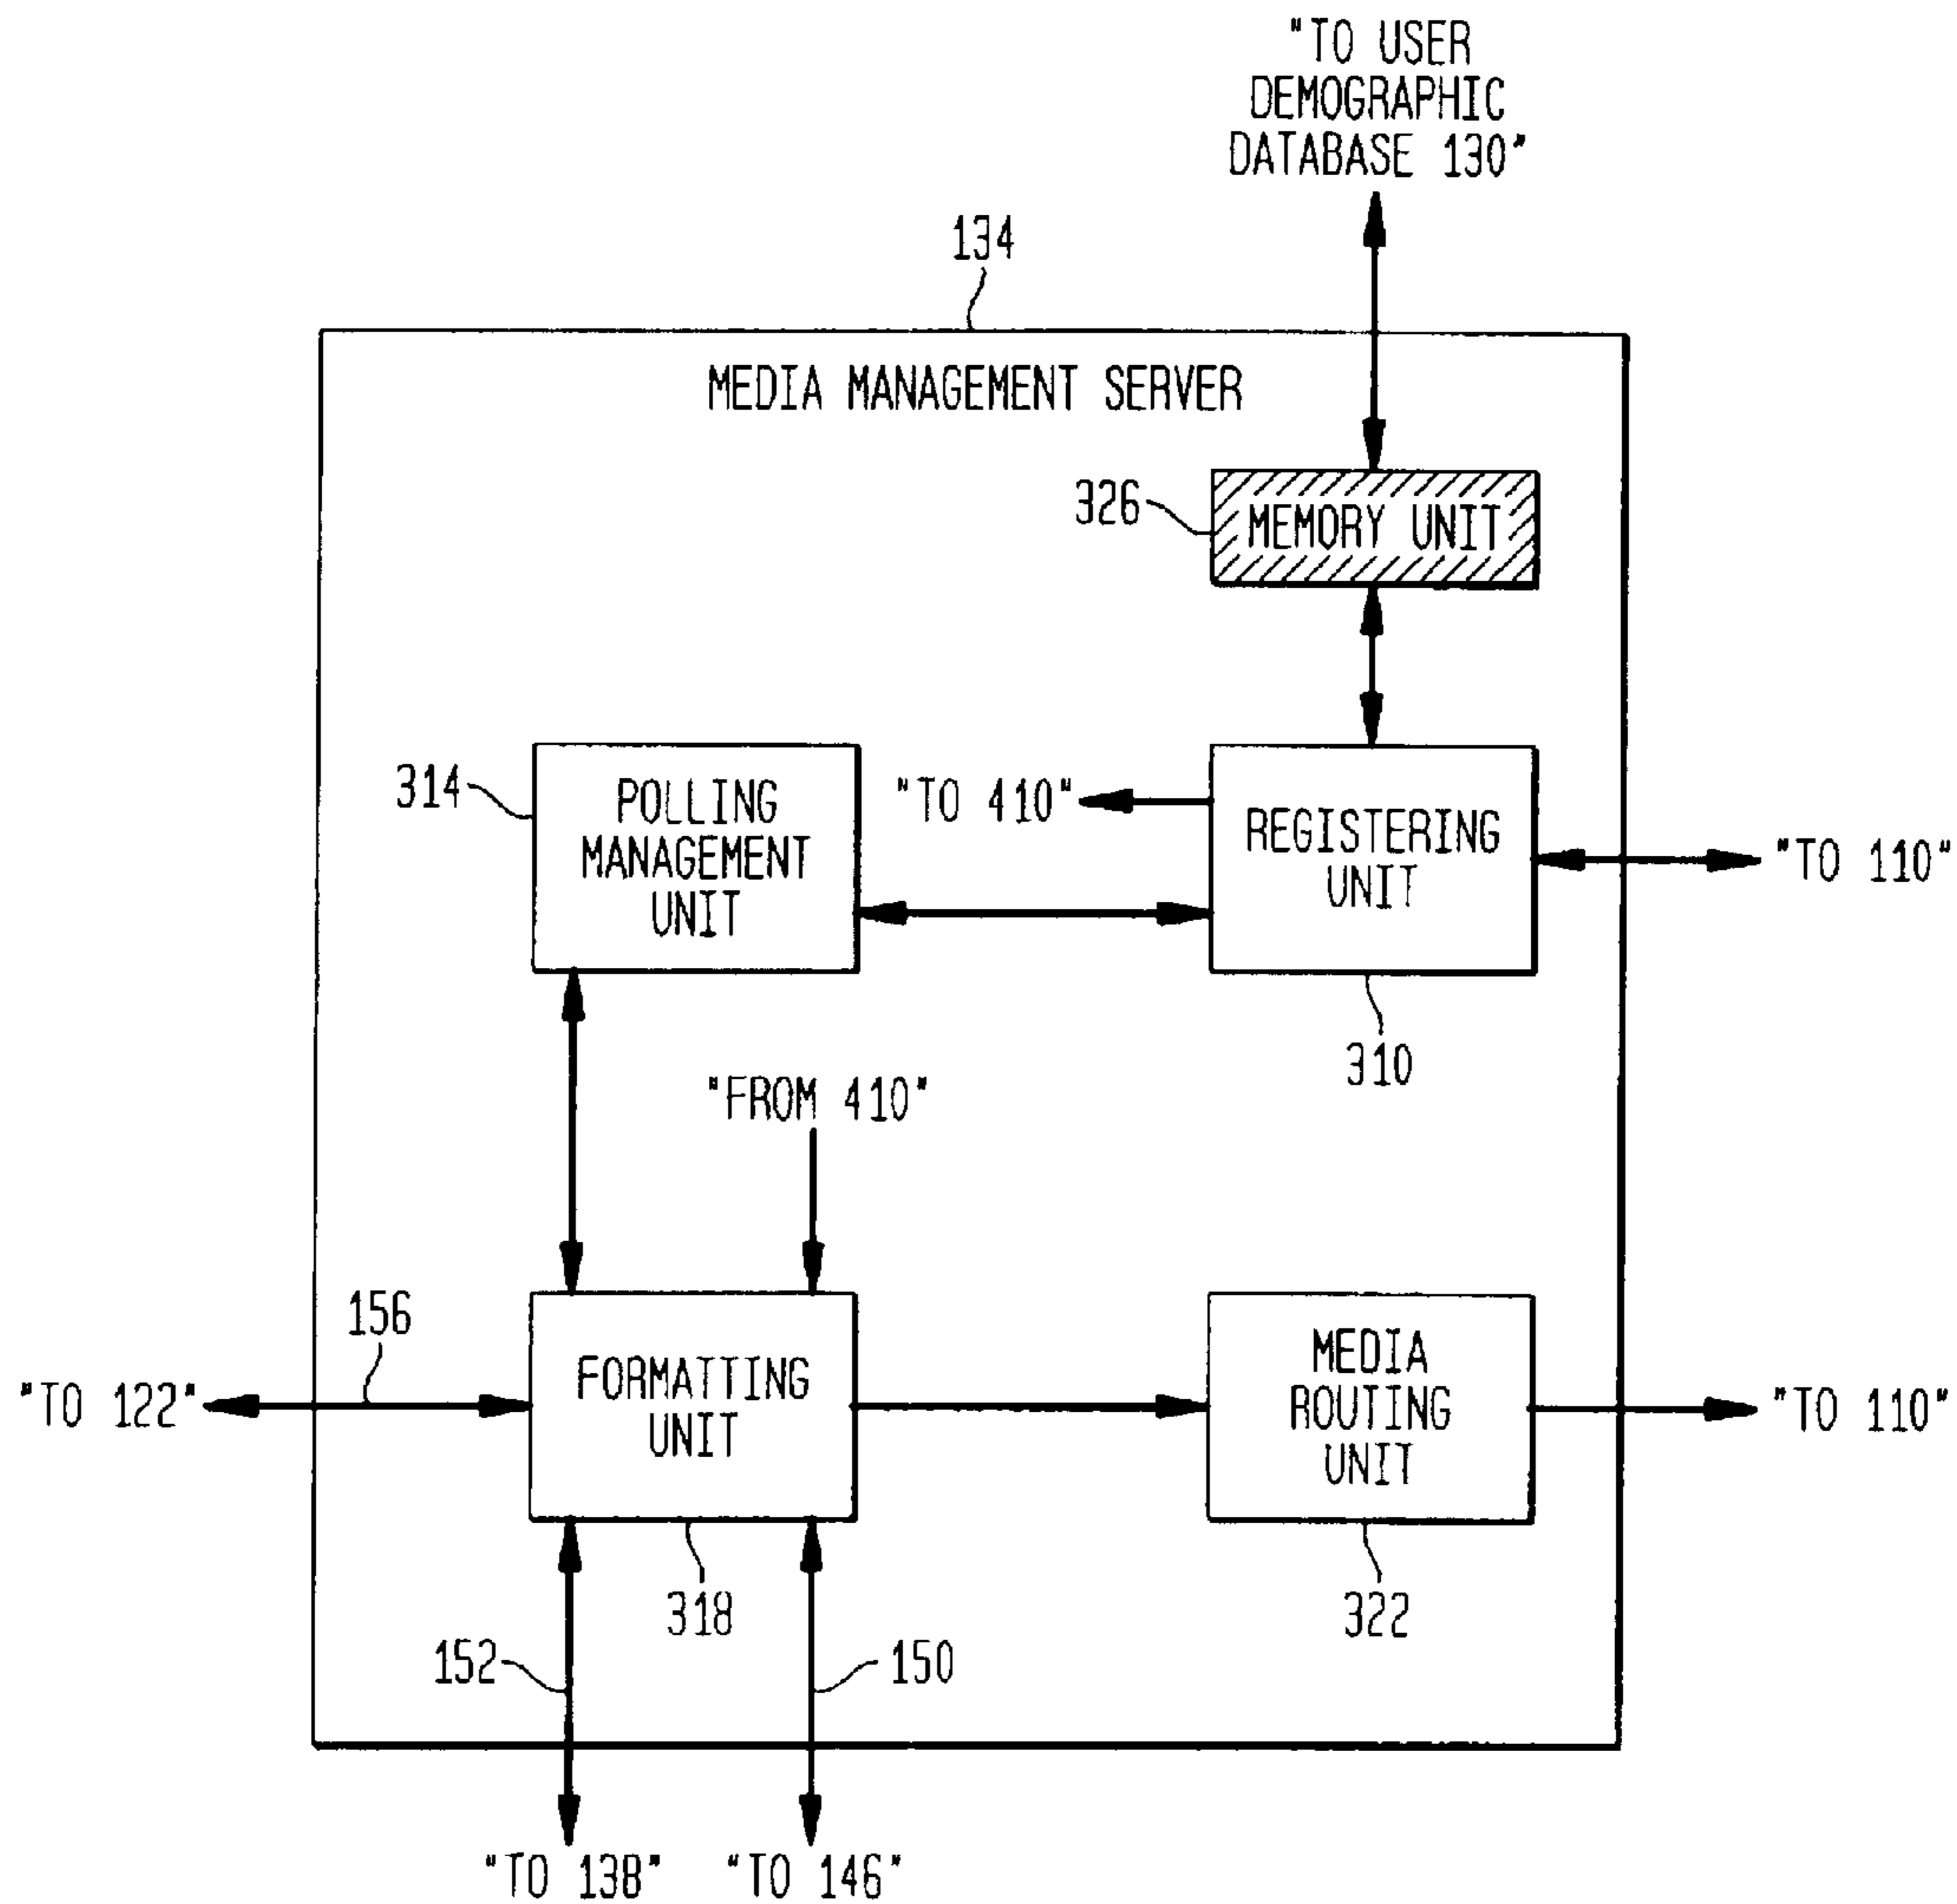 "TO USER
DEMOGRAPHIC
DATABASE 130"
134
MEDIA MANAGEMENT SERVER
326
MEMORY UNIT
314
POLLING
MANAGEMENT
UNIT
"TO 410"
REGISTERING
UNIT
"TO 110"
310
"FROM 410"
156
"TO 122"
FORMATTING
UNIT
MEDIA
ROUTING
UNIT
"TO 110"
318
322
152
150
"TO 138"
"TO 146"